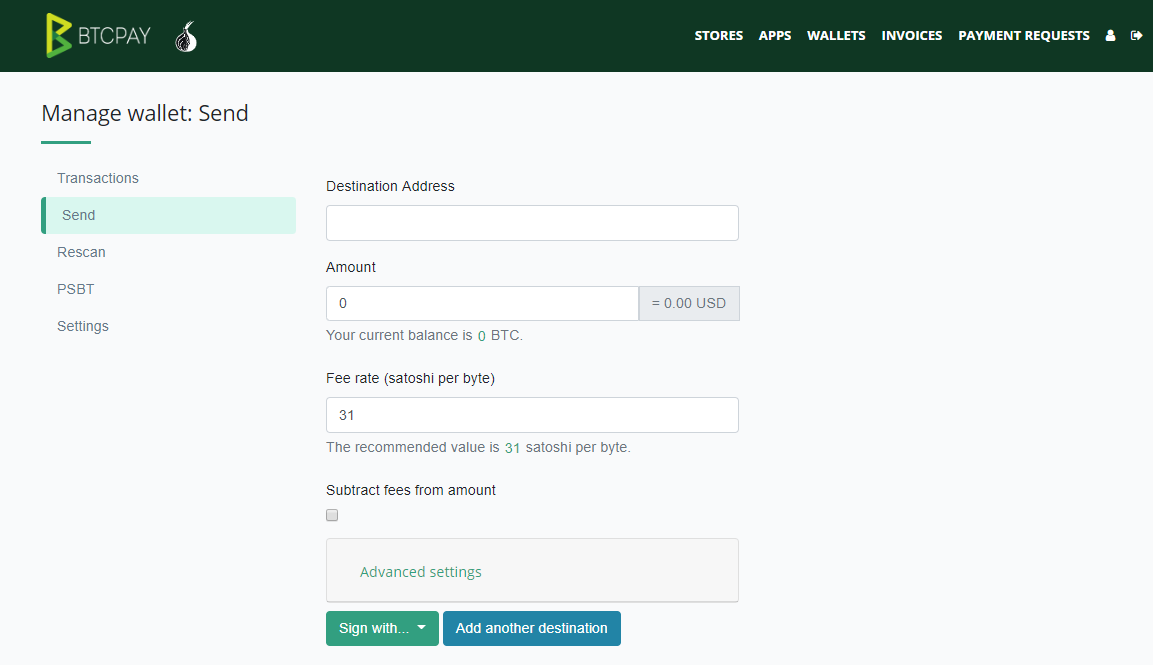 BTCPAY
STORES APPS WALLETS INVOICES PAYMENT REQUESTS
Manage wallet: Send
Transactions
Send
Rescan
PSBT
Settings
Destination Address
Amount
0 = 0.00 USD
Your current balance is 0 BTC.
Fee rate (satoshi per byte)
31
The recommended value is 31 satoshi per byte.
Subtract fees from amount
Advanced settings
Sign with... Add another destination